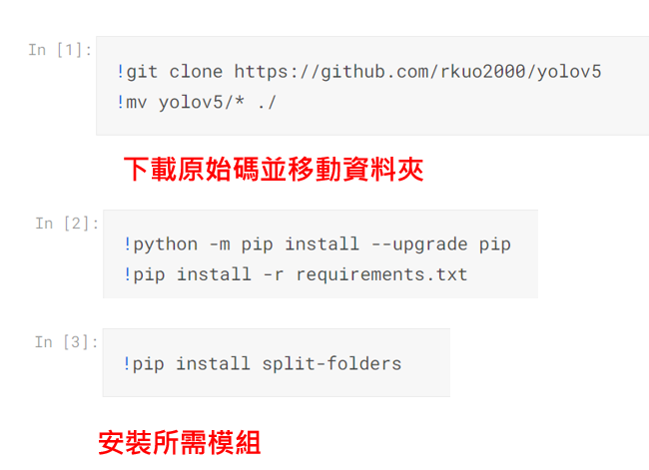 In [1]:
!git clone https://github.com/rkuo2000/yolov5
!mv yolov5/* ./
下載原始碼並移動資料夾
In [2]:
!python -m pip install --upgrade pip
!pip install -r requirements.txt
In [3]:
!pip install split-folders
安裝所需模組